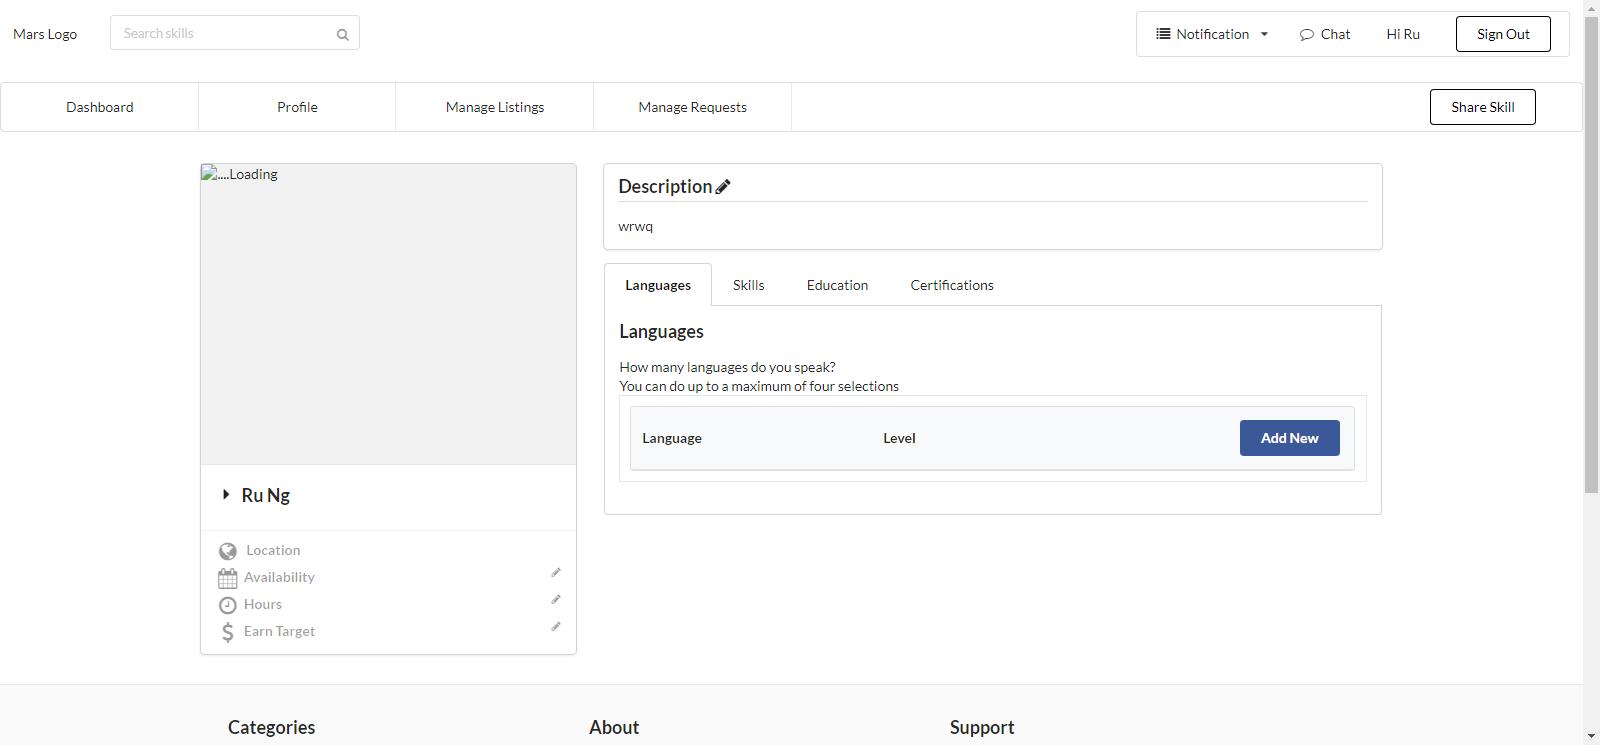 Mars Logo
Search skills
Notification
Chat
Hi Ru
Sign Out
Dashboard
Profile
Manage Listings
Manage Requests
Share Skill
....Loading
Ru Ng
Location
Availability
Hours
Earn Target
Description
wrwq
Languages
Skills
Education
Certifications
Languages
How many languages do you speak?
You can do up to a maximum of four selections
Language
Level
Add New
Categories
About
Support